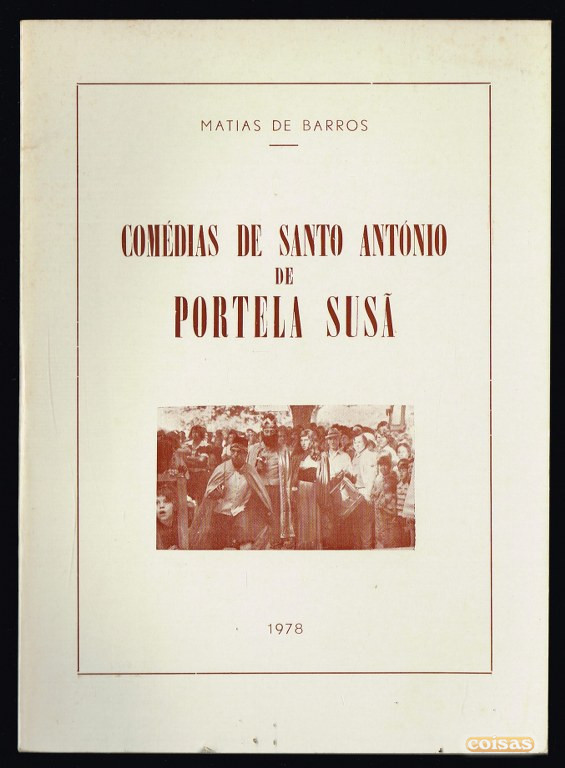 MATIAS DE BARROS
COMÉDIAS DE SANTO ANTÓNIO
DE
PORTELA SUSÃ
1978
coisas